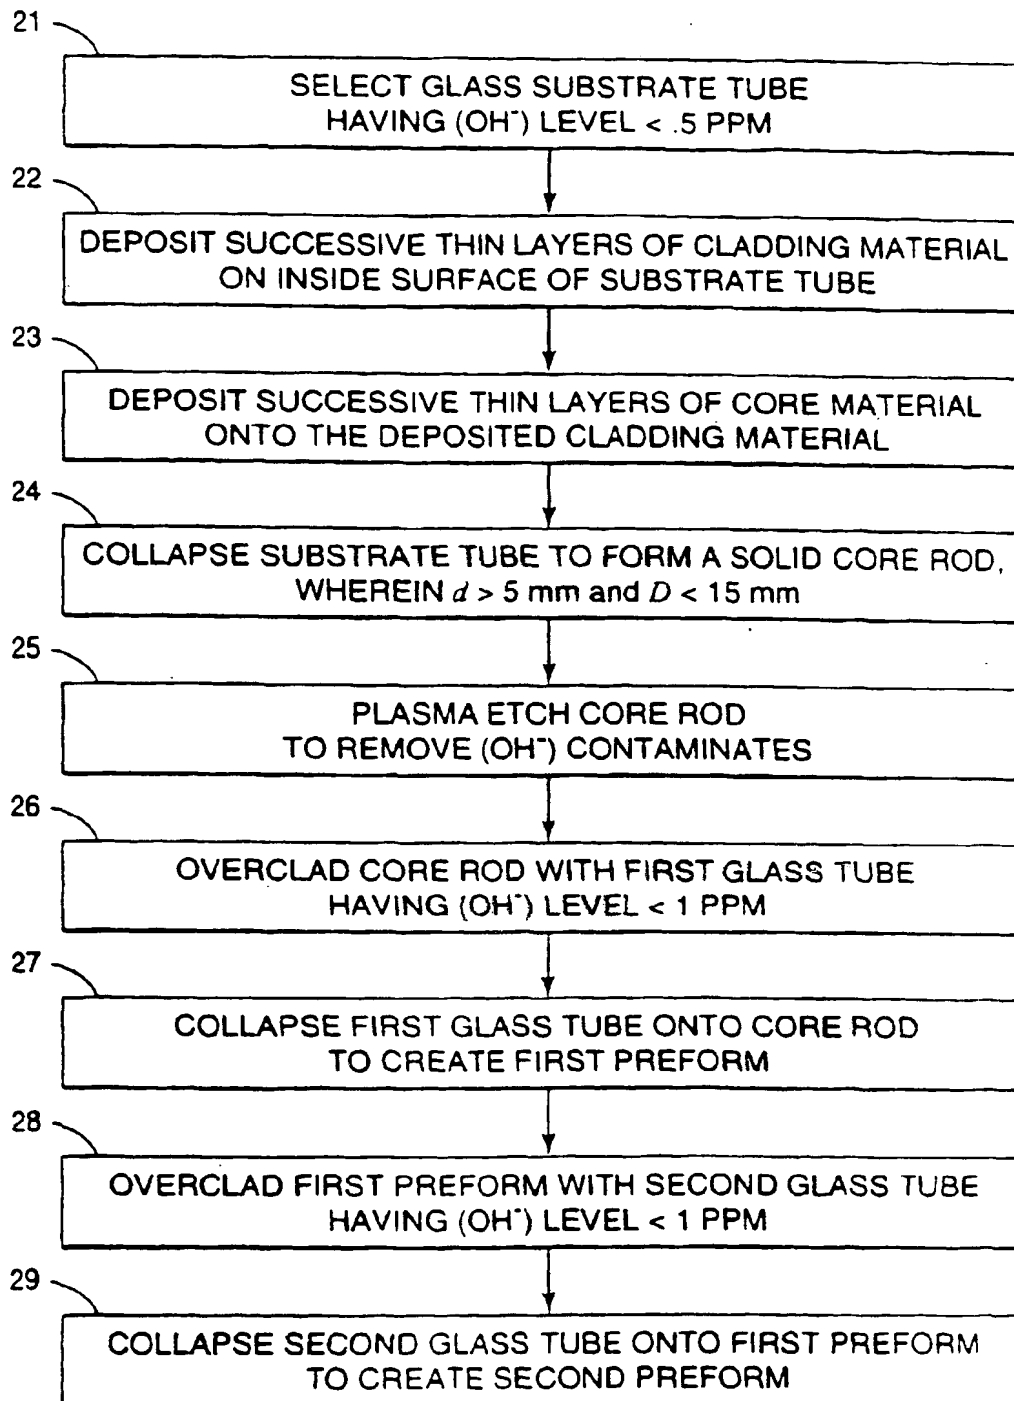 21
SELECT GLASS SUBSTRATE TUBE
HAVING (OH⁻) LEVEL < .5 PPM
22
DEPOSIT SUCCESSIVE THIN LAYERS OF CLADDING MATERIAL
ON INSIDE SURFACE OF SUBSTRATE TUBE
23
DEPOSIT SUCCESSIVE THIN LAYERS OF CORE MATERIAL
ONTO THE DEPOSITED CLADDING MATERIAL
24
COLLAPSE SUBSTRATE TUBE TO FORM A SOLID CORE ROD,
WHEREIN d > 5 mm and D < 15 mm
25
PLASMA ETCH CORE ROD
TO REMOVE (OH⁻) CONTAMINATES
26
OVERCLAD CORE ROD WITH FIRST GLASS TUBE
HAVING (OH⁻) LEVEL < 1 PPM
27
COLLAPSE FIRST GLASS TUBE ONTO CORE ROD
TO CREATE FIRST PREFORM
28
OVERCLAD FIRST PREFORM WITH SECOND GLASS TUBE
HAVING (OH⁻) LEVEL < 1 PPM
29
COLLAPSE SECOND GLASS TUBE ONTO FIRST PREFORM
TO CREATE SECOND PREFORM